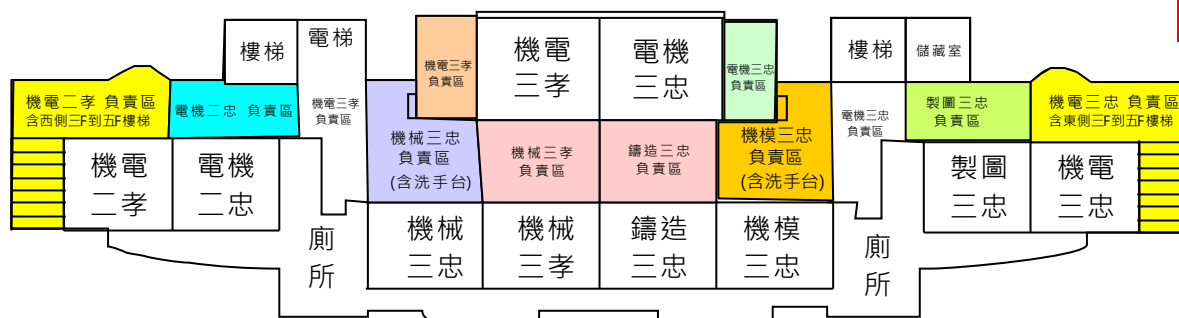 樓梯
電梯
機電三孝
負責區
機電
三孝
電機
三忠
電機三忠
負責區
樓梯
儲藏室
機電二孝 負責區
含西側三F到五F樓梯
電機二忠 負責區
機電三孝
負責區
機械三忠
負責區
(含洗手台)
機械三孝
負責區
鑄造三忠
負責區
機模三忠
負責區
(含洗手台)
電機三忠
負責區
製圖三忠
負責區
機電三忠 負責區
含東側三F到五F樓梯
機電
二孝
電機
二忠
製圖
三忠
機電
三忠
廁
所
機械
三忠
機械
三孝
鑄造
三忠
機模
三忠
廁
所